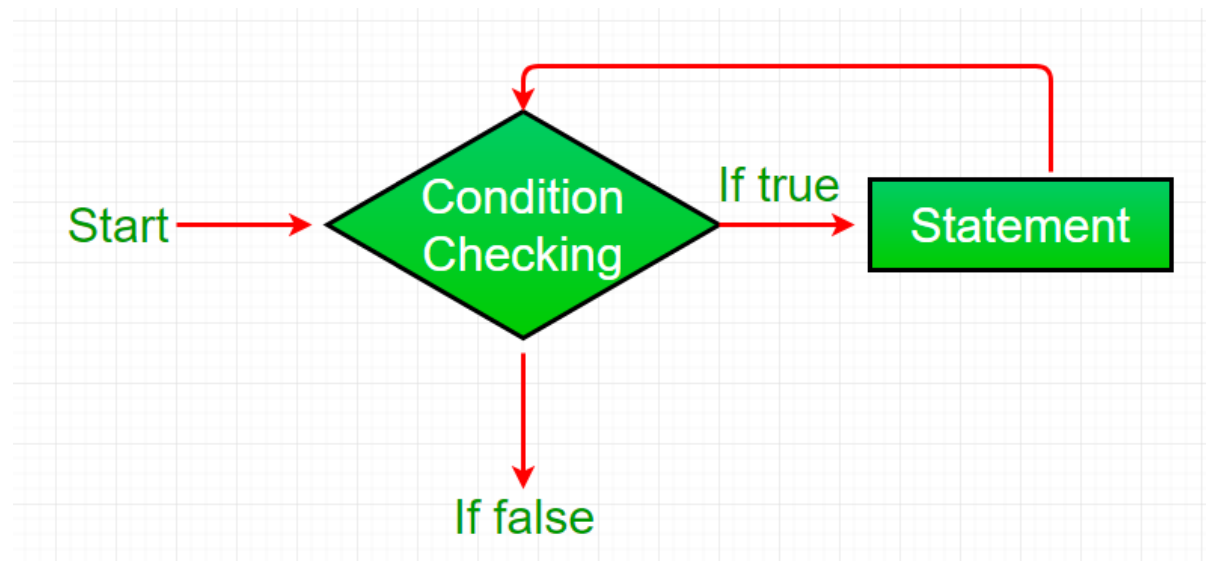 Start
Condition
Checking
If true
Statement
If false